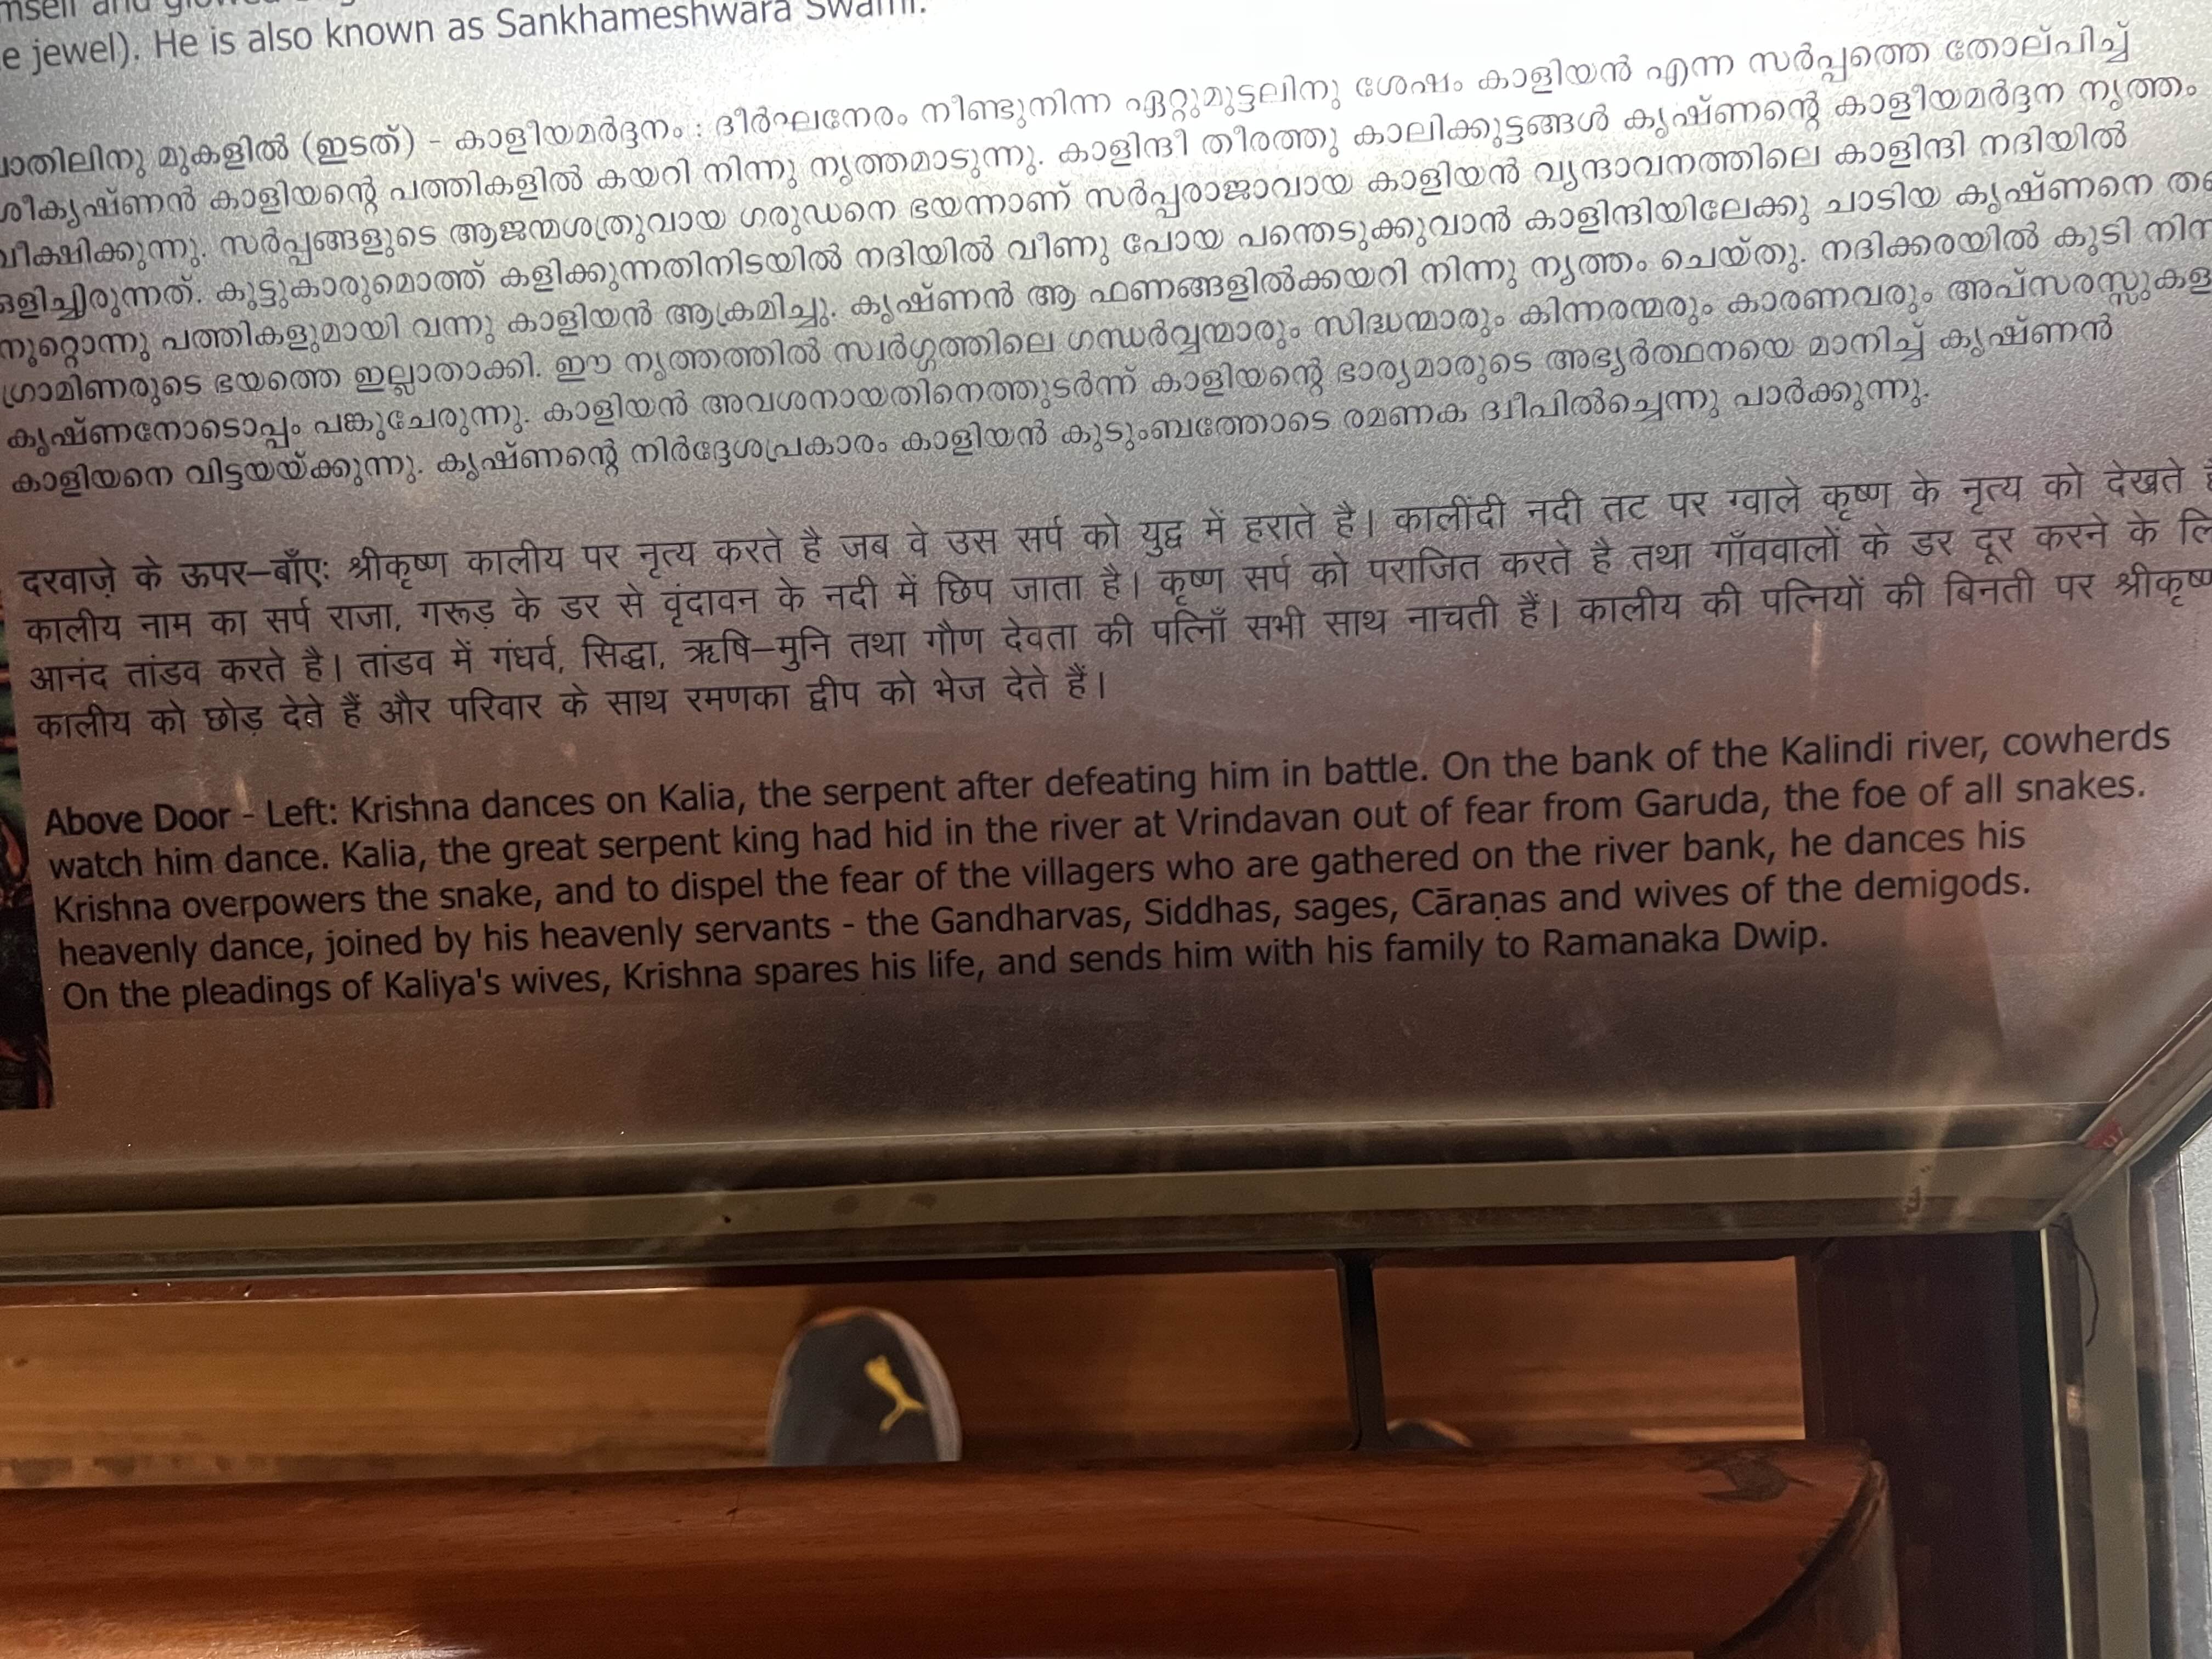 e jewel). He is also known as Sankhameshwara Swami.
മുകളിൽ (ഇടത്) - കാളീയമർദ്ദനം : ദീർഘനേരം നീണ്ടുനിന്ന ഏറ്റുമുട്ടലിനു ശേഷം കാളിയൻ എന്ന സർപ്പത്തെ തോല്പിച്ച്
ശ്രീകൃഷ്ണൻ കാളിയന്റെ പത്തികളിൽ കയറി നിന്നു നൃത്തമാടുന്നു. കാളിന്ദീ തീരത്തു കാലിക്കുട്ടങ്ങൾ കൃഷ്ണന്റെ കാളീയമർദ്ദന നൃത്തം
വീക്ഷിക്കുന്നു. സർപ്പങ്ങളുടെ ആജന്മശത്രുവായ ഗരുഡനെ ഭയന്നാണ് സർപ്പരാജാവായ കാളിയൻ വൃന്ദാവനത്തിലെ കാളിന്ദി നദിയിൽ
ഒളിച്ചിരുന്നത്. കൂട്ടുകാരുമൊത്ത് കളിക്കുന്നതിനിടയിൽ നദിയിൽ വീണു പോയ പന്തെടുക്കുവാൻ കാളിന്ദിയിലേക്കു ചാടിയ കൃഷ്ണനെ
നൂറ്റൊന്നു പത്തികളുമായി വന്നു കാളിയൻ ആക്രമിച്ചു. കൃഷ്ണൻ ആ ഫണങ്ങളിൽക്കയറി നിന്നു നൃത്തം ചെയ്തു. നദിക്കരയിൽ കൂടി
ഗ്രാമീണരുടെ ഭയത്തെ ഇല്ലാതാക്കി. ഈ നൃത്തത്തിൽ സ്വർഗ്ഗത്തിലെ ഗന്ധർവ്വന്മാരും സിദ്ധന്മാരും കിന്നരന്മരും കാരണവരും അപ്സരസ്സുകള
കൃഷ്ണനോടൊപ്പം പങ്കുചേരുന്നു. കാളിയൻ അവശനായതിനെത്തുടർന്ന് കാളിയന്റെ ഭാര്യമാരുടെ അഭ്യർത്ഥനയെ മാനിച്ച് കൃഷ്ണൻ
കാളിയനെ വിട്ടയയ്ക്കുന്നു. കൃഷ്ണന്റെ നിർദ്ദേശപ്രകാരം കാളിയൻ കുടുംബത്തോടെ രമണക ദ്വീപിൽച്ചെന്നു പാർക്കുന്നു.
दरवाज़े के ऊपर–बाँएः श्रीकृष्ण कालीय पर नृत्य करते है जब वे उस सर्प को युद्व में हराते है। कालींदी नदी तट पर ग्वाले कृष्ण के नृत्य को देखते
कालीय नाम का सर्प राजा, गरूड़ के डर से वृंदावन के नदी में छिप जाता है। कृष्ण सर्प को पराजित करते है तथा गाँववालों के डर दूर करने के लि
आनंद तांडव करते है। तांडव में गंधर्व, सिद्धा, ऋषि–मुनि तथा गौण देवता की पत्निाँ सभी साथ नाचती हैं। कालीय की पत्नियों की बिनती पर श्रीकृष्ण
कालीय को छोड़ देते हैं और परिवार के साथ रमणका द्वीप को भेज देते हैं।
Above Door - Left: Krishna dances on Kalia, the serpent after defeating him in battle. On the bank of the Kalindi river, cowherds
watch him dance. Kalia, the great serpent king had hid in the river at Vrindavan out of fear from Garuda, the foe of all snakes.
Krishna overpowers the snake, and to dispel the fear of the villagers who are gathered on the river bank, he dances his
heavenly dance, joined by his heavenly servants - the Gandharvas, Siddhas, sages, Cāraṇas and wives of the demigods.
On the pleadings of Kaliya's wives, Krishna spares his life, and sends him with his family to Ramanaka Dwip.